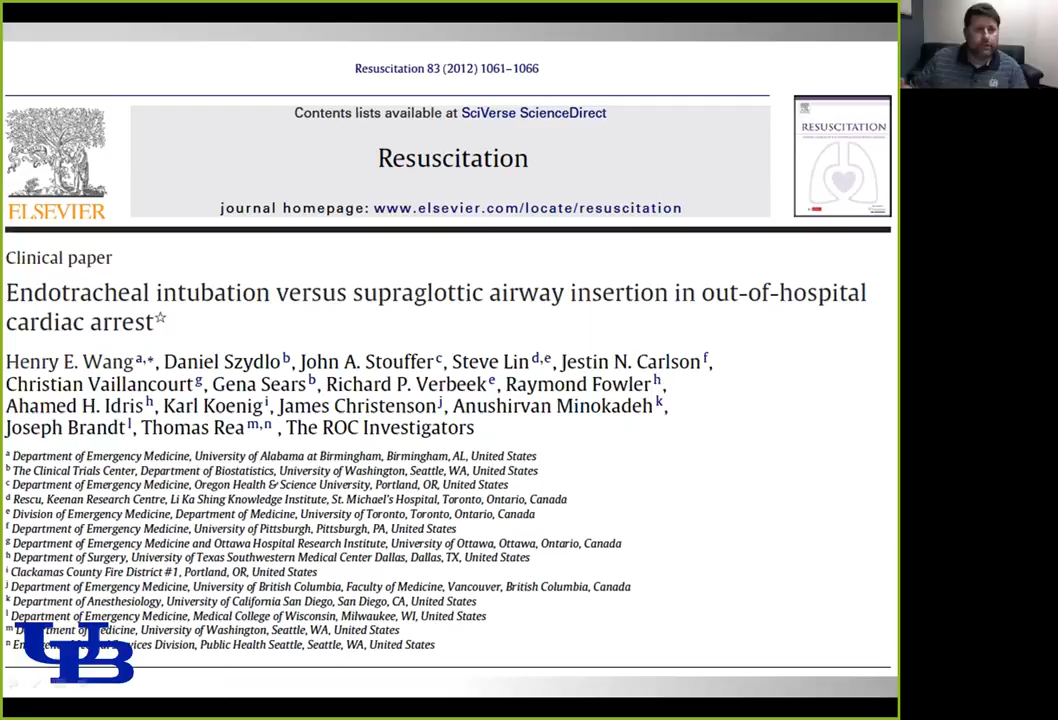 Resuscitation 83 (2012) 1061–1066
Contents lists available at SciVerse ScienceDirect
Resuscitation
journal homepage: www.elsevier.com/locate/resuscitation
ELSEVIER
RESUSCITATION
Clinical paper
Endotracheal intubation versus supraglottic airway insertion in out-of-hospital
cardiac arrest☆
Henry E. Wang a,*, Daniel Szydlo b, John A. Stouffer c, Steve Lin d,e, Jestin N. Carlson f,
Christian Vaillancourt g, Gena Sears b, Richard P. Verbeek e, Raymond Fowler h,
Ahamed H. Idris h, Karl Koenig i, James Christenson j, Anushirvan Minokadeh k,
Joseph Brandt l, Thomas Rea m,n, The ROC Investigators
a Department of Emergency Medicine, University of Alabama at Birmingham, Birmingham, AL, United States
b The Clinical Trials Center, Department of Biostatistics, University of Washington, Seattle, WA, United States
c Department of Emergency Medicine, Oregon Health & Science University, Portland, OR, United States
d Rescu, Keenan Research Centre, Li Ka Shing Knowledge Institute, St. Michael's Hospital, Toronto, Ontario, Canada
e Division of Emergency Medicine, Department of Medicine, University of Toronto, Toronto, Ontario, Canada
f Department of Emergency Medicine, University of Pittsburgh, Pittsburgh, PA, United States
g Department of Emergency Medicine and Ottawa Hospital Research Institute, University of Ottawa, Ottawa, Ontario, Canada
h Department of Surgery, University of Texas Southwestern Medical Center Dallas, Dallas, TX, United States
i Clackamas County Fire District #1, Portland, OR, United States
j Department of Emergency Medicine, University of British Columbia, Faculty of Medicine, Vancouver, British Columbia, Canada
k Department of Anesthesiology, University of California San Diego, San Diego, CA, United States
l Department of Emergency Medicine, Medical College of Wisconsin, Milwaukee, WI, United States
m Department of Medicine, University of Washington, Seattle, WA, United States
n Services Division, Public Health Seattle, Seattle, WA, United States
UB